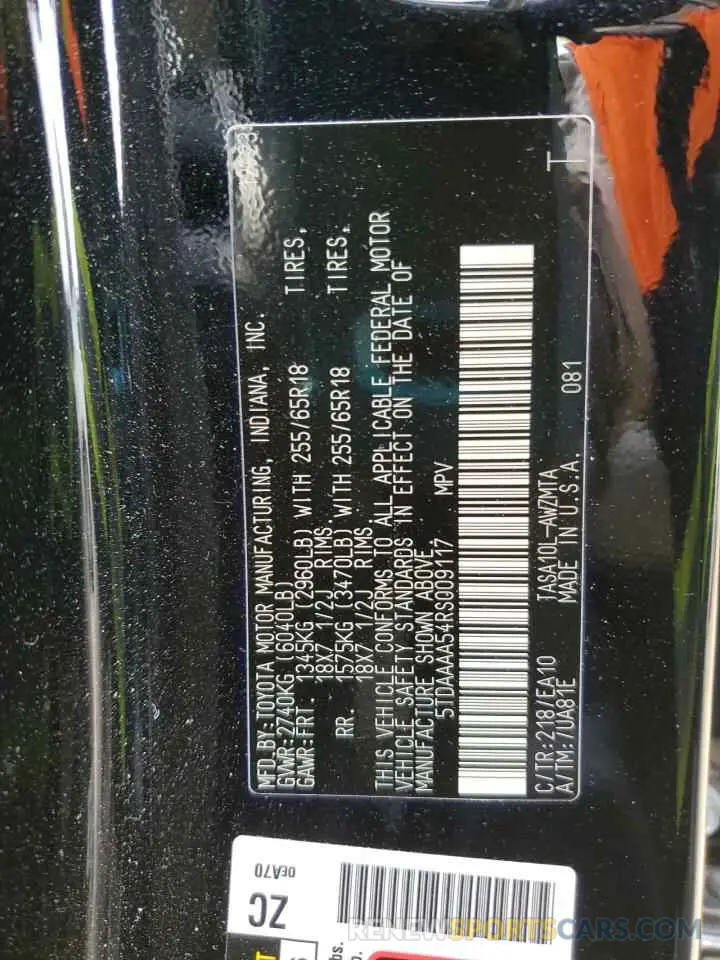 MFD.BY:TOYOTA MOTOR MANUFACTURING, INDIANA, INC.
GVWR:2740KG (6040LB)
GAWR:FRT. 1345KG (2960LB) WITH 255/65R18 TIRES,
18X7 1/2J RIMS.
RR. 1575KG (3470LB) WITH 255/65R18 TIRES,
18X7 1/2J RIMS.
THIS VEHICLE CONFORMS TO ALL APPLICABLE FEDERAL MOTOR
VEHICLE SAFETY STANDARDS IN EFFECT ON THE DATE OF
MANUFACTURE SHOWN ABOVE.
5TDAAAA54RS009117 MPV
C/TR:218/EA10 TASA10L-AWZMTA 081
A/TM:7UA81E MADE IN U.S.A.
T
0EA70
ZC
lbs.
RENEWSPORTSCARS.COM